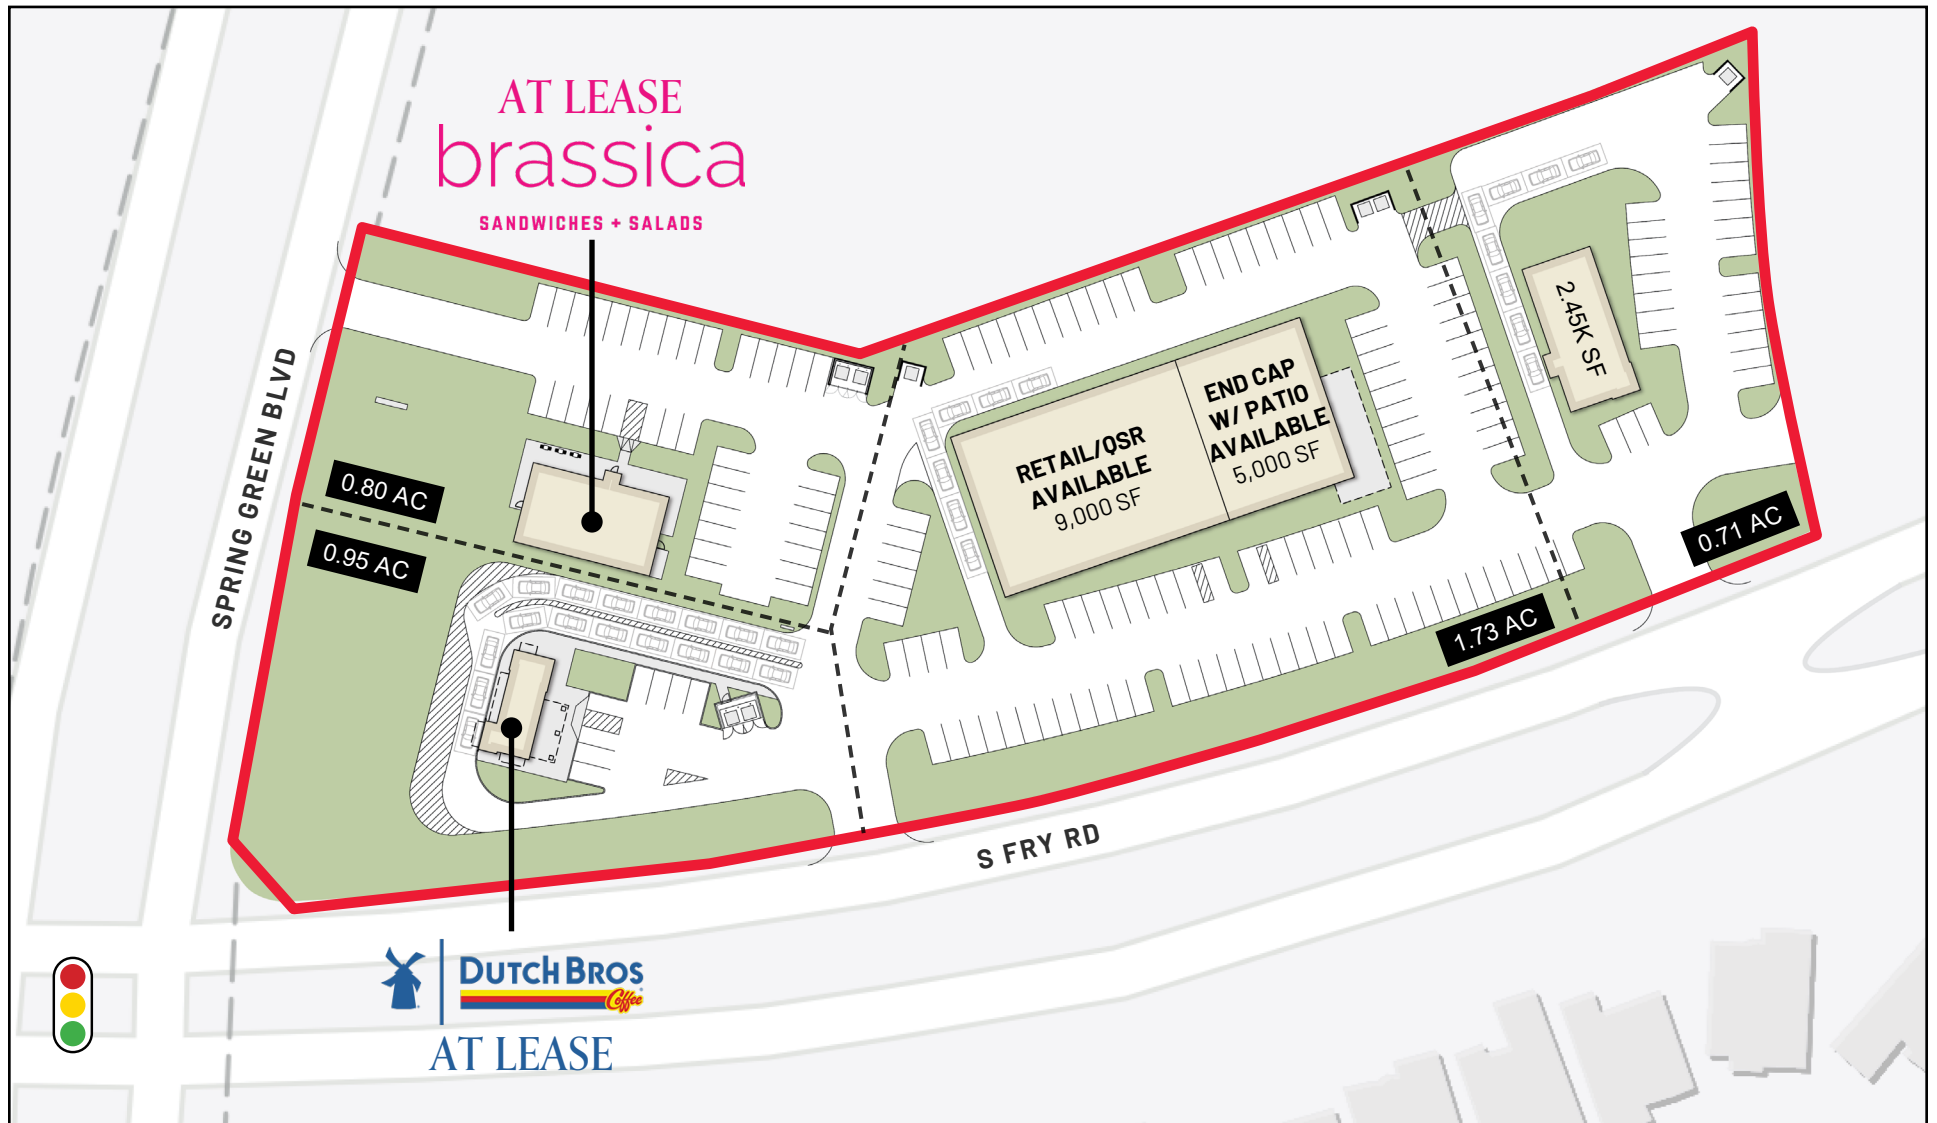 AT LEASE
brassica
SANDWICHES + SALADS
SPRING GREEN BLVD
0.80 AC
0.95 AC
RETAIL/QSR
AVAILABLE
9,000 SF
END CAP
W/ PATIO
AVAILABLE
5,000 SF
2.45K SF
0.71 AC
1.73 AC
S FRY RD
DUTCH BROS
Coffee
AT LEASE